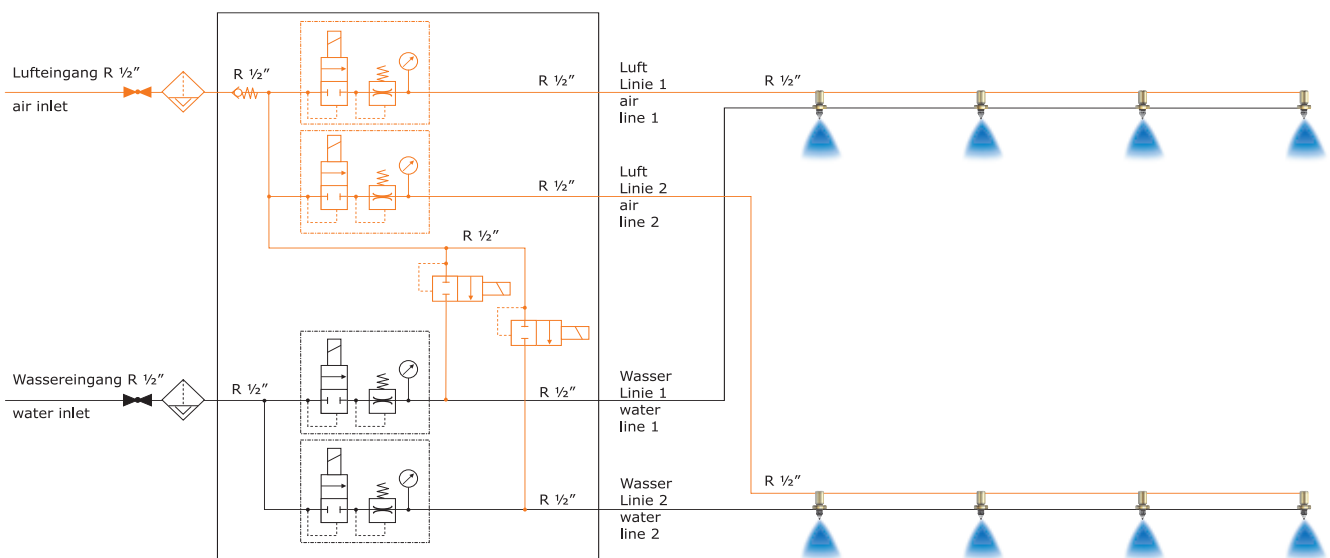 Lufteingang R ½”
air inlet
R ½”
R ½”
Luft
Linie 1
air
line 1
R ½”
R ½”
Luft
Linie 2
air
line 2
R ½”
Wassereingang R ½”
water inlet
R ½”
R ½”
Wasser
Linie 1
water
line 1
R ½”
Wasser
Linie 2
water
line 2
R ½”